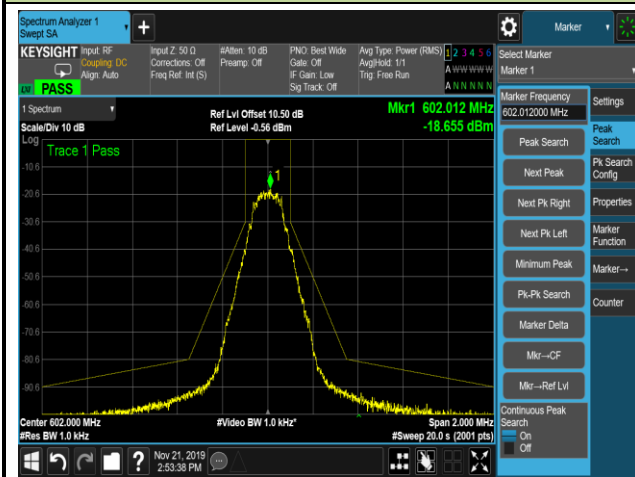 Spectrum Analyzer 1
Swept SA
+
Marker
KEYSIGHT
Input: RF
Coupling: DC
Align: Auto
Input Z: 50 Ω
Corrections: Off
Freq Ref: Int (S)
#Atten: 10 dB
Preamp: Off
PNO: Best Wide
Gate: Off
IF Gain: Low
Sig Track: Off
Avg Type: Power (RMS)
Avg|Hold: 1/1
Trig: Free Run
1 2 3 4 5 6
A W W W W W
A N N N N N
PASS
Select Marker
Marker 1
1 Spectrum
Scale/Div 10 dB
Ref Lvl Offset 10.50 dB
Ref Level -0.56 dBm
Mkr1 602.012 MHz
-18.655 dBm
Log
Trace 1 Pass
1
-10.6
-20.6
-30.6
-40.6
-50.6
-60.6
-70.6
-80.6
-90.6
Center 602.000 MHz
#Video BW 1.0 kHz*
Span 2.000 MHz
#Res BW 1.0 kHz
#Sweep 20.0 s (2001 pts)
Marker Frequency
602.012000 MHz
Peak Search
Next Peak
Next Pk Right
Next Pk Left
Minimum Peak
Pk-Pk Search
Marker Delta
Mkr→CF
Mkr→Ref Lvl
Continuous Peak
Search
On
Off
Settings
Peak
Search
Pk Search
Config
Properties
Marker
Function
Marker→
Counter
?
Nov 21, 2019
2:53:38 PM